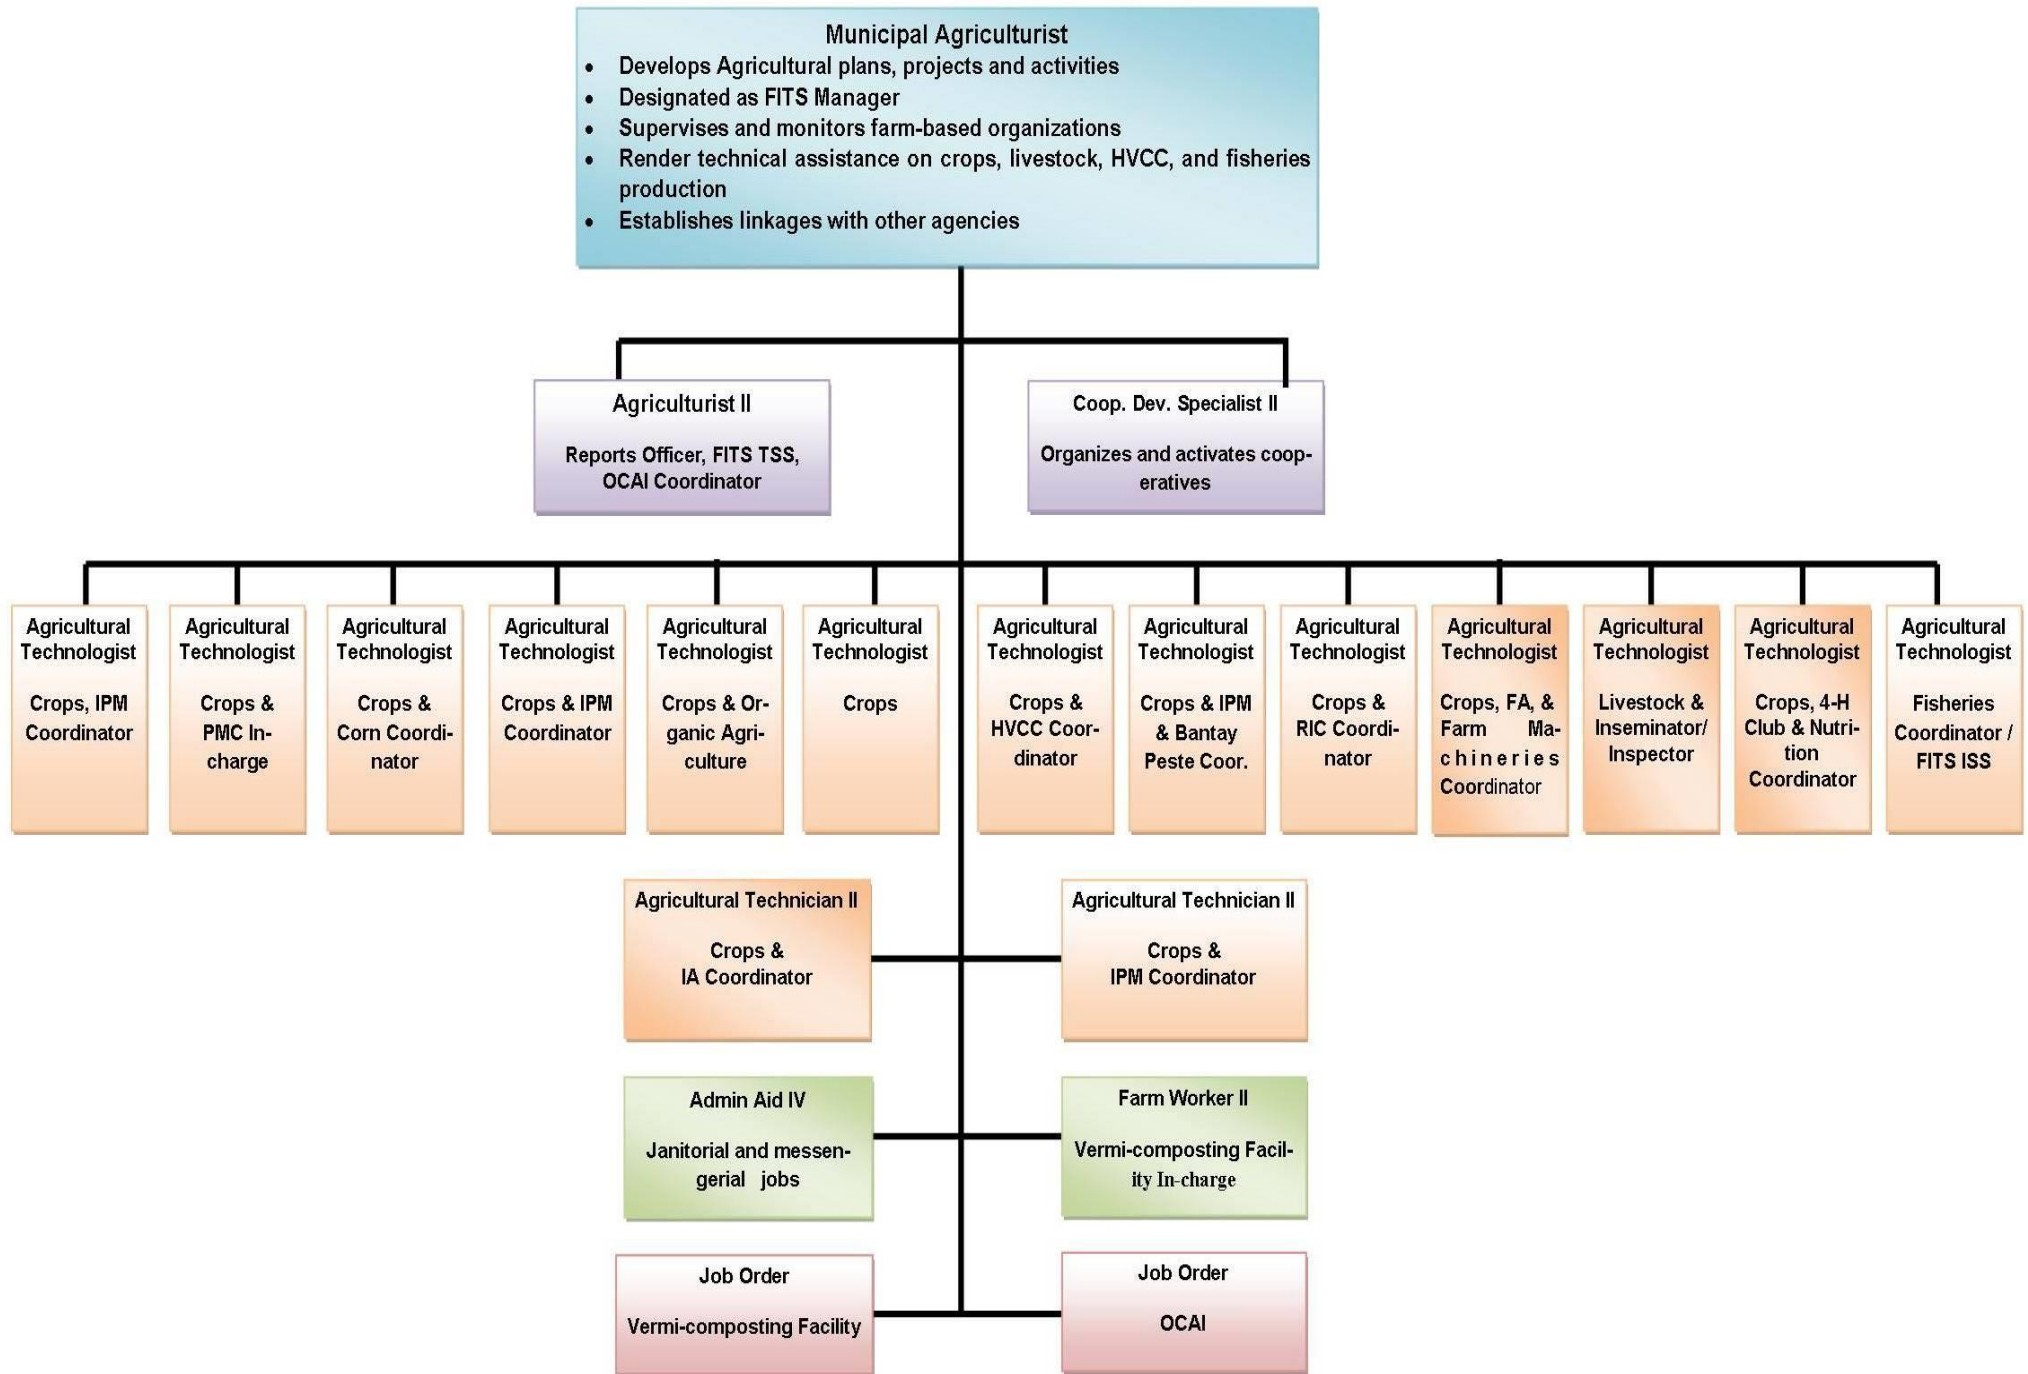 Municipal Agriculturist
• Develops Agricultural plans, projects and activities
• Designated as FITS Manager
• Supervises and monitors farm-based organizations
• Render technical assistance on crops, livestock, HVCC, and fisheries
production
• Establishes linkages with other agencies
Agriculturist II
Reports Officer, FITS TSS,
OCAI Coordinator
Coop. Dev. Specialist II
Organizes and activates coop-
eratives
Agricultural
Technologist
Crops, IPM
Coordinator
Agricultural
Technologist
Crops &
PMC In-
charge
Agricultural
Technologist
Crops &
Corn Coordi-
nator
Agricultural
Technologist
Crops & IPM
Coordinator
Agricultural
Technologist
Crops & Or-
ganic Agri-
culture
Agricultural
Technologist
Crops
Agricultural
Technologist
Crops &
HVCC Coor-
dinator
Agricultural
Technologist
Crops & IPM
& Bantay
Peste Coor.
Agricultural
Technologist
Crops &
RIC Coordi-
nator
Agricultural
Technologist
Crops, FA, &
Farm Ma-
chineries
Coordinator
Agricultural
Technologist
Livestock &
Inseminator/
Inspector
Agricultural
Technologist
Crops, 4-H
Club & Nutri-
tion
Coordinator
Agricultural
Technologist
Fisheries
Coordinator /
FITS ISS
Agricultural Technician II
Crops &
IA Coordinator
Agricultural Technician II
Crops &
IPM Coordinator
Admin Aid IV
Janitorial and messen-
gerial jobs
Farm Worker II
Vermi-composting Facil-
ity In-charge
Job Order
Vermi-composting Facility
Job Order
OCAI